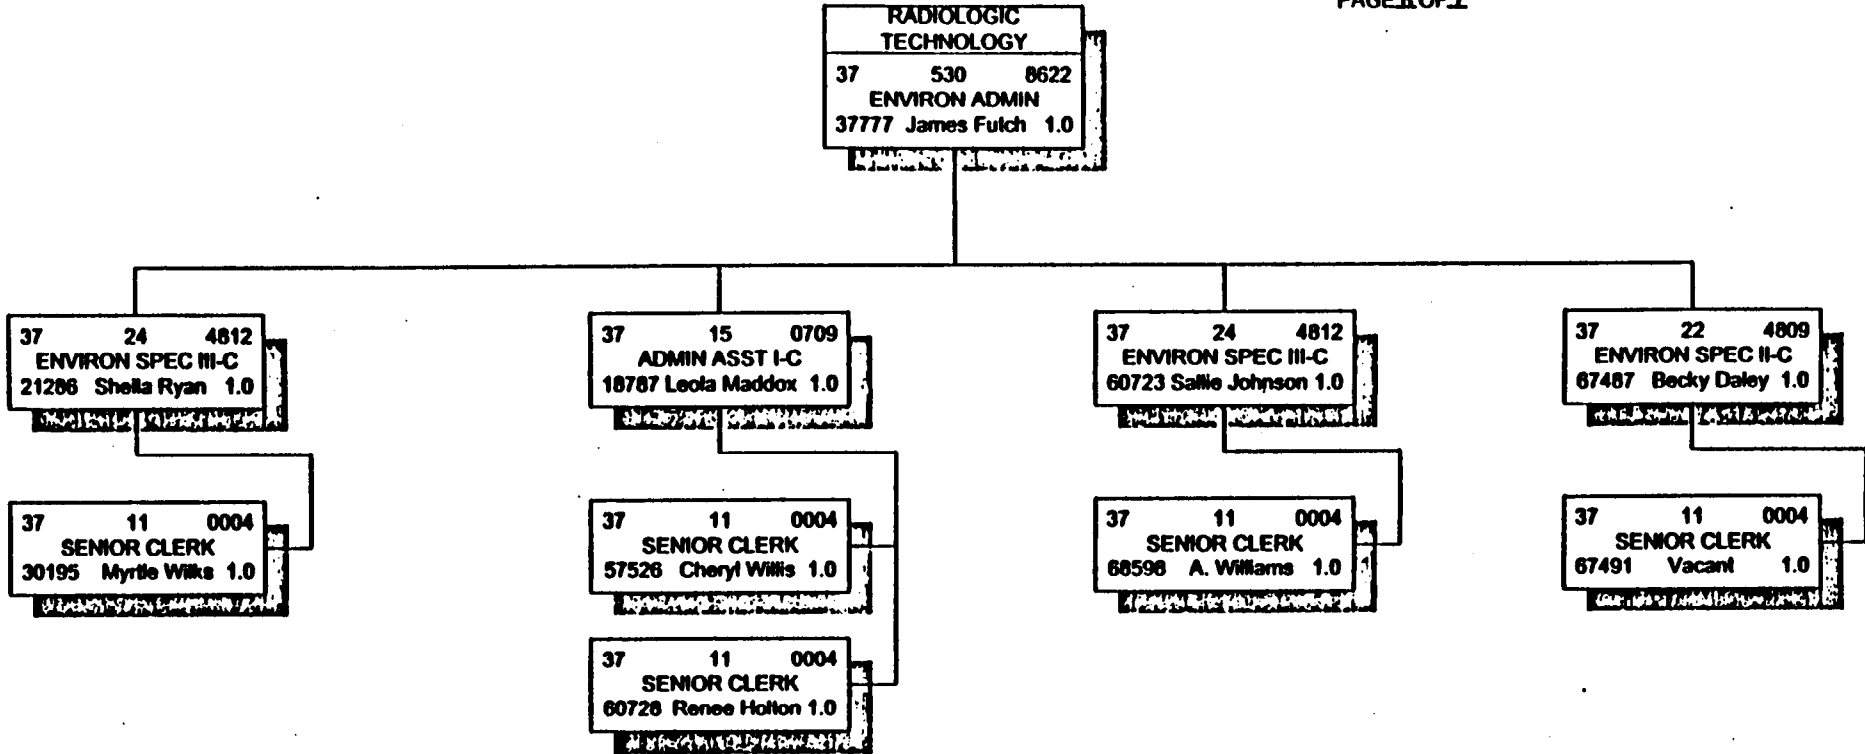 PAGE OF
RADIOLOGIC
TECHNOLOGY
37 530 8622
ENVIRON ADMIN
37777 James Futch 1.0
37 24 4812
ENVIRON SPEC III-C
21286 Sheila Ryan 1.0
37 15 0709
ADMIN ASST I-C
18787 Leola Maddox 1.0
37 24 4812
ENVIRON SPEC III-C
60723 Sallie Johnson 1.0
37 22 4809
ENVIRON SPEC II-C
67487 Becky Daley 1.0
37 11 0004
SENIOR CLERK
30195 Myrtle Wilks 1.0
37 11 0004
SENIOR CLERK
57526 Cheryl Willis 1.0
37 11 0004
SENIOR CLERK
60728 Renee Holton 1.0
37 11 0004
SENIOR CLERK
68598 A. Williams 1.0
37 11 0004
SENIOR CLERK
67491 Vacant 1.0